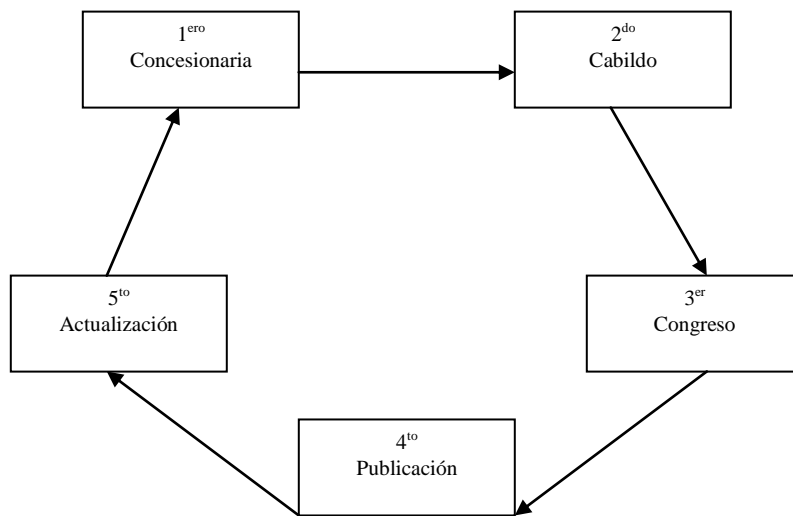 1ero
Concesionaria
2do
Cabildo
3er
Congreso
4to
Publicación
5to
Actualización